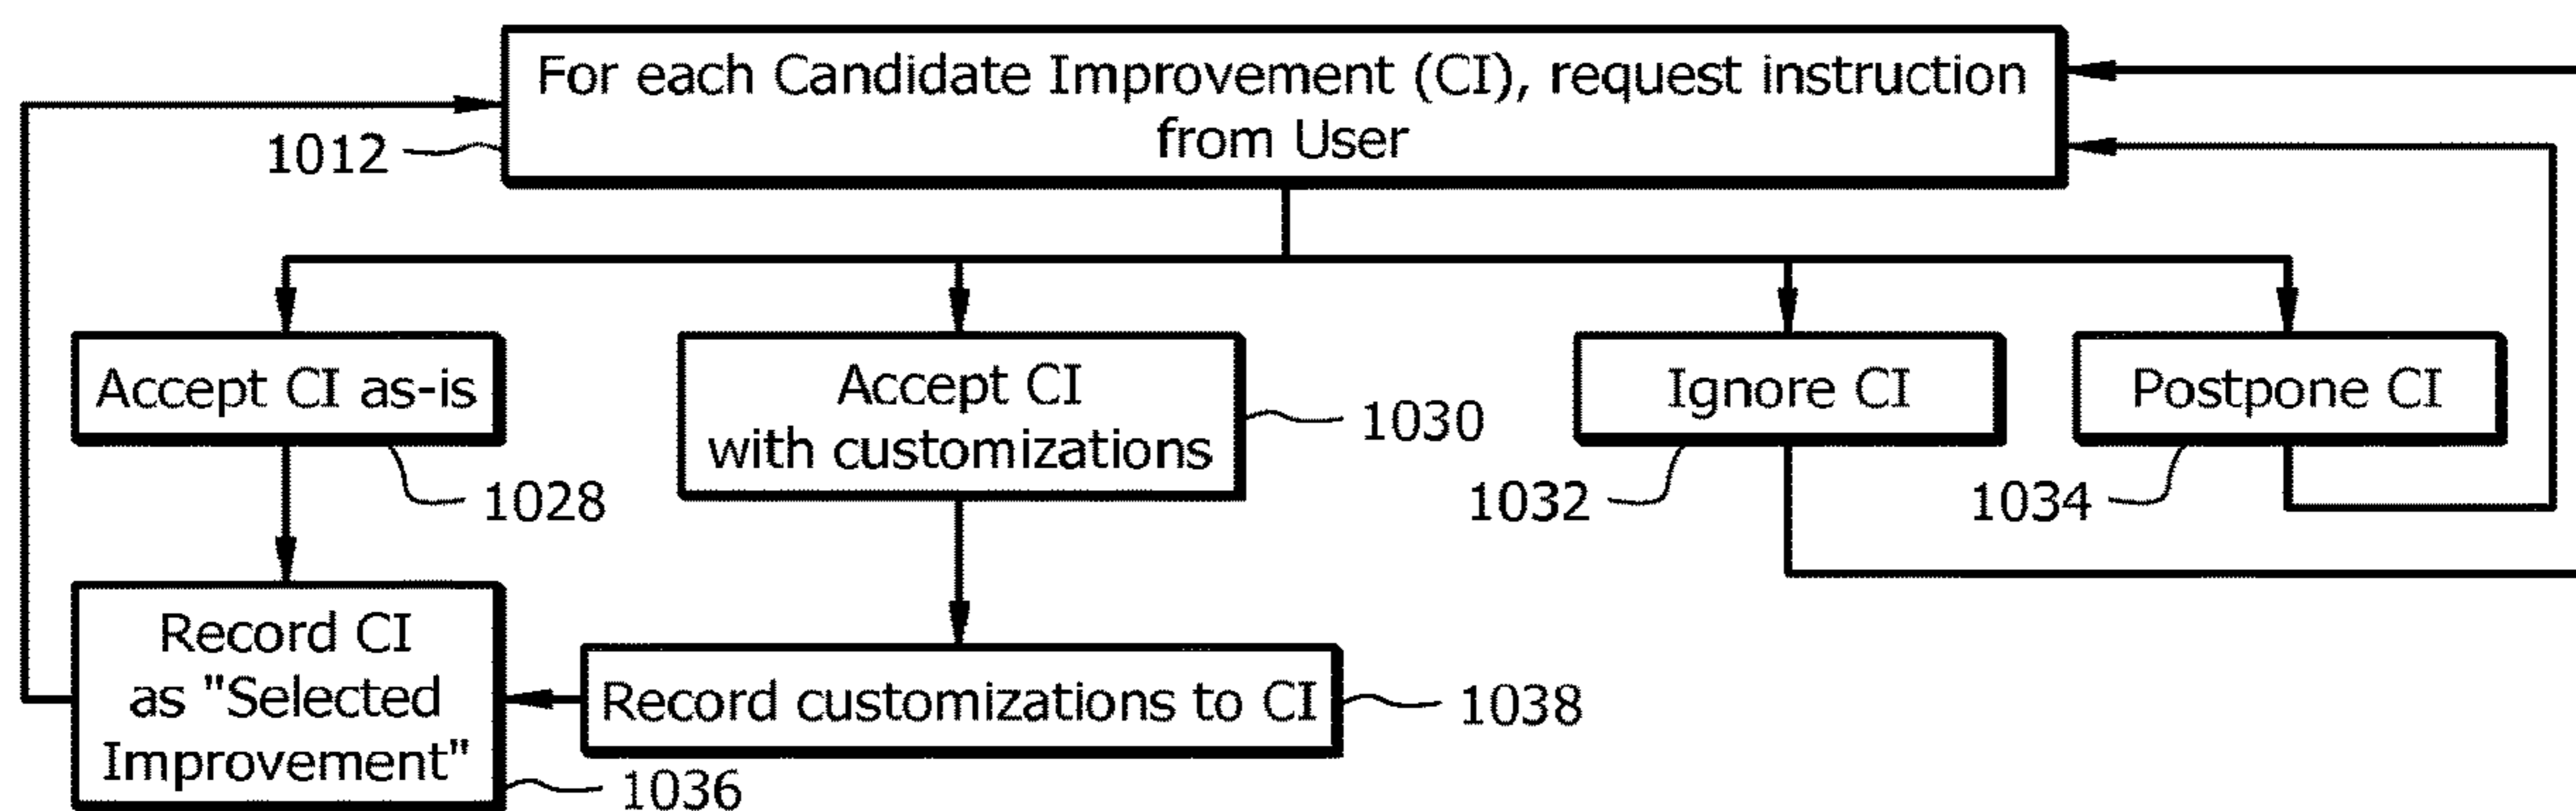 For each Candidate Improvement (CI), request instruction
from User
1012
Accept CI as-is
1028
Accept CI
with customizations
1030
Ignore CI
1032
Postpone CI
1034
Record CI
as "Selected
Improvement"
1036
Record customizations to CI
1038